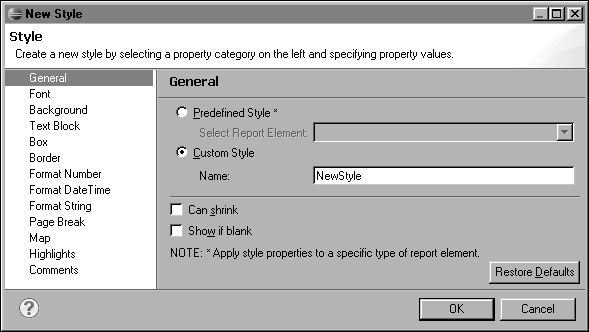 New Style
Style
Create a new style by selecting a property category on the left and specifying property values.
General
Font
Background
Text Block
Box
Border
Format Number
Format DateTime
Format String
Page Break
Map
Highlights
Comments
General
Predefined Style *
Select Report Element:
Custom Style
Name: NewStyle
Can shrink
Show if blank
NOTE: * Apply style properties to a specific type of report element.
Restore Defaults
?
OK Cancel